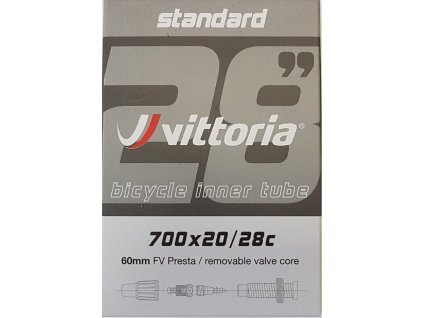 standard
28”
vittoria®
bicycle inner tube
700x20/28c
60mm FV Presta / removable valve core